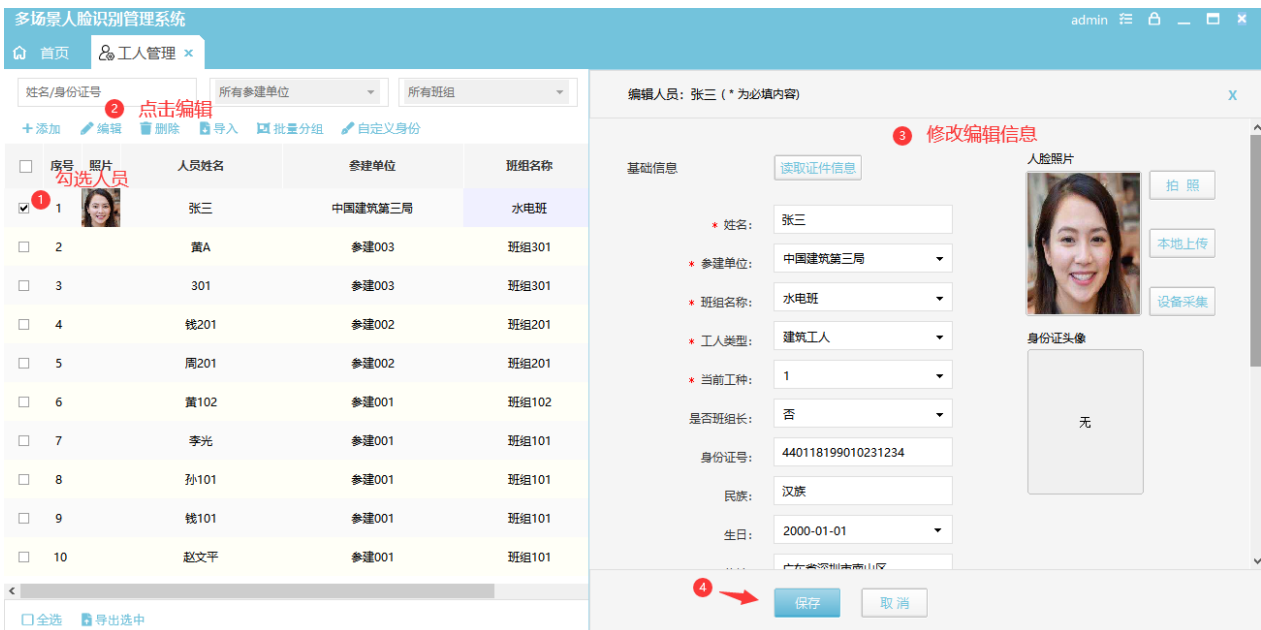 多场景人脸识别管理系统
admin
首页 工人管理 ×
姓名/身份证号 所有参建单位 所有班组
2 点击编辑
添加 编辑 删除 导入 批量分组 自定义身份
序号 照片 人员姓名 参建单位 班组名称
勾选人员
1 1 张三 中国建筑第三局 水电班
2 黄A 参建003 班组301
3 301 参建003 班组301
4 钱201 参建002 班组201
5 周201 参建002 班组201
6 黄102 参建001 班组102
7 李光 参建001 班组101
8 孙101 参建001 班组101
9 钱101 参建001 班组101
10 赵文平 参建001 班组101
全选 导出选中
编辑人员：张三 ( * 为必填内容) X
3 修改编辑信息
基础信息 读取证件信息
* 姓名: 张三
* 参建单位: 中国建筑第三局
* 班组名称: 水电班
* 工人类型: 建筑工人
* 当前工种: 1
是否班组长: 否
身份证号: 440118199010231234
民族: 汉族
生日: 2000-01-01
广东省深圳市南山区
人脸照片
拍 照
本地上传
设备采集
身份证头像
无
4 保存 取消